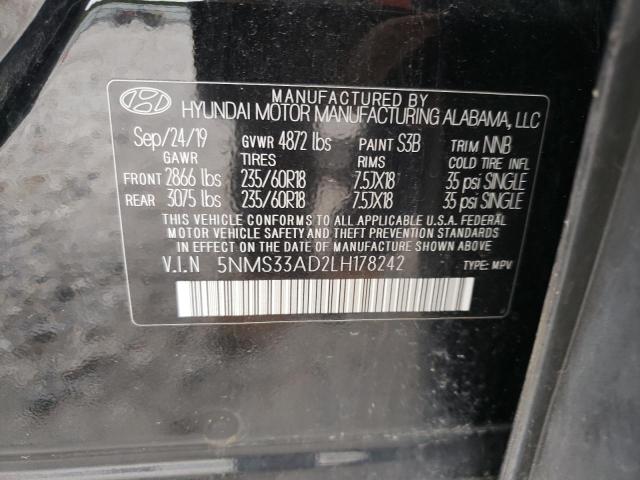 MANUFACTURED BY
HYUNDAI MOTOR MANUFACTURING ALABAMA, LLC
Sep/24/19 GVWR 4872 lbs PAINT S3B TRIM NNB
GAWR TIRES RIMS COLD TIRE INFL
FRONT 2866 lbs 235/60R18 7.5JX18 35 psi SINGLE
REAR 3075 lbs 235/60R18 7.5JX18 35 psi SINGLE
THIS VEHICLE CONFORMS TO ALL APPLICABLE U.S.A. FEDERAL
MOTOR VEHICLE SAFETY, BUMPER, AND THEFT PREVENTION STANDARDS
IN EFFECT ON THE DATE OF MANUFACTURE SHOWN ABOVE.
V.I.N 5NMS33AD2LH178242 TYPE: MPV